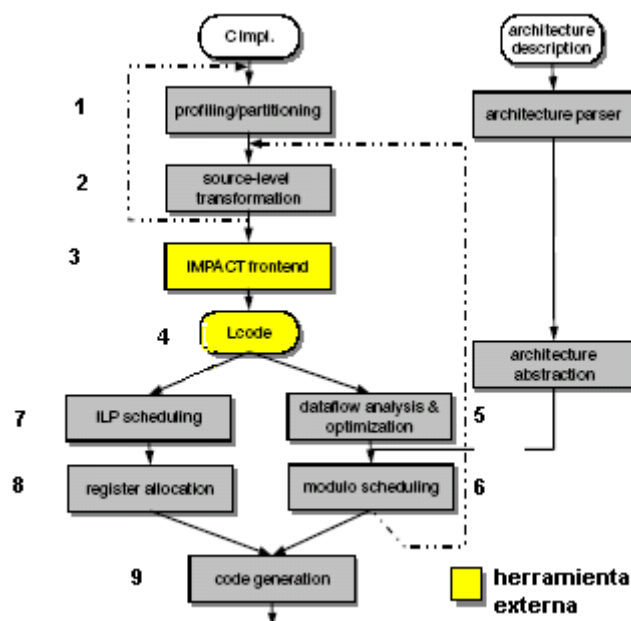 C Impl.
architecture
description
1
profiling/partitioning
architecture parser
2
source-level
transformation
3
IMPACT frontend
4
Lcode
architecture
abstraction
7
ILP scheduling
dataflow analysis &
optimization
5
8
register allocation
modulo scheduling
6
9
code generation
herramienta
externa